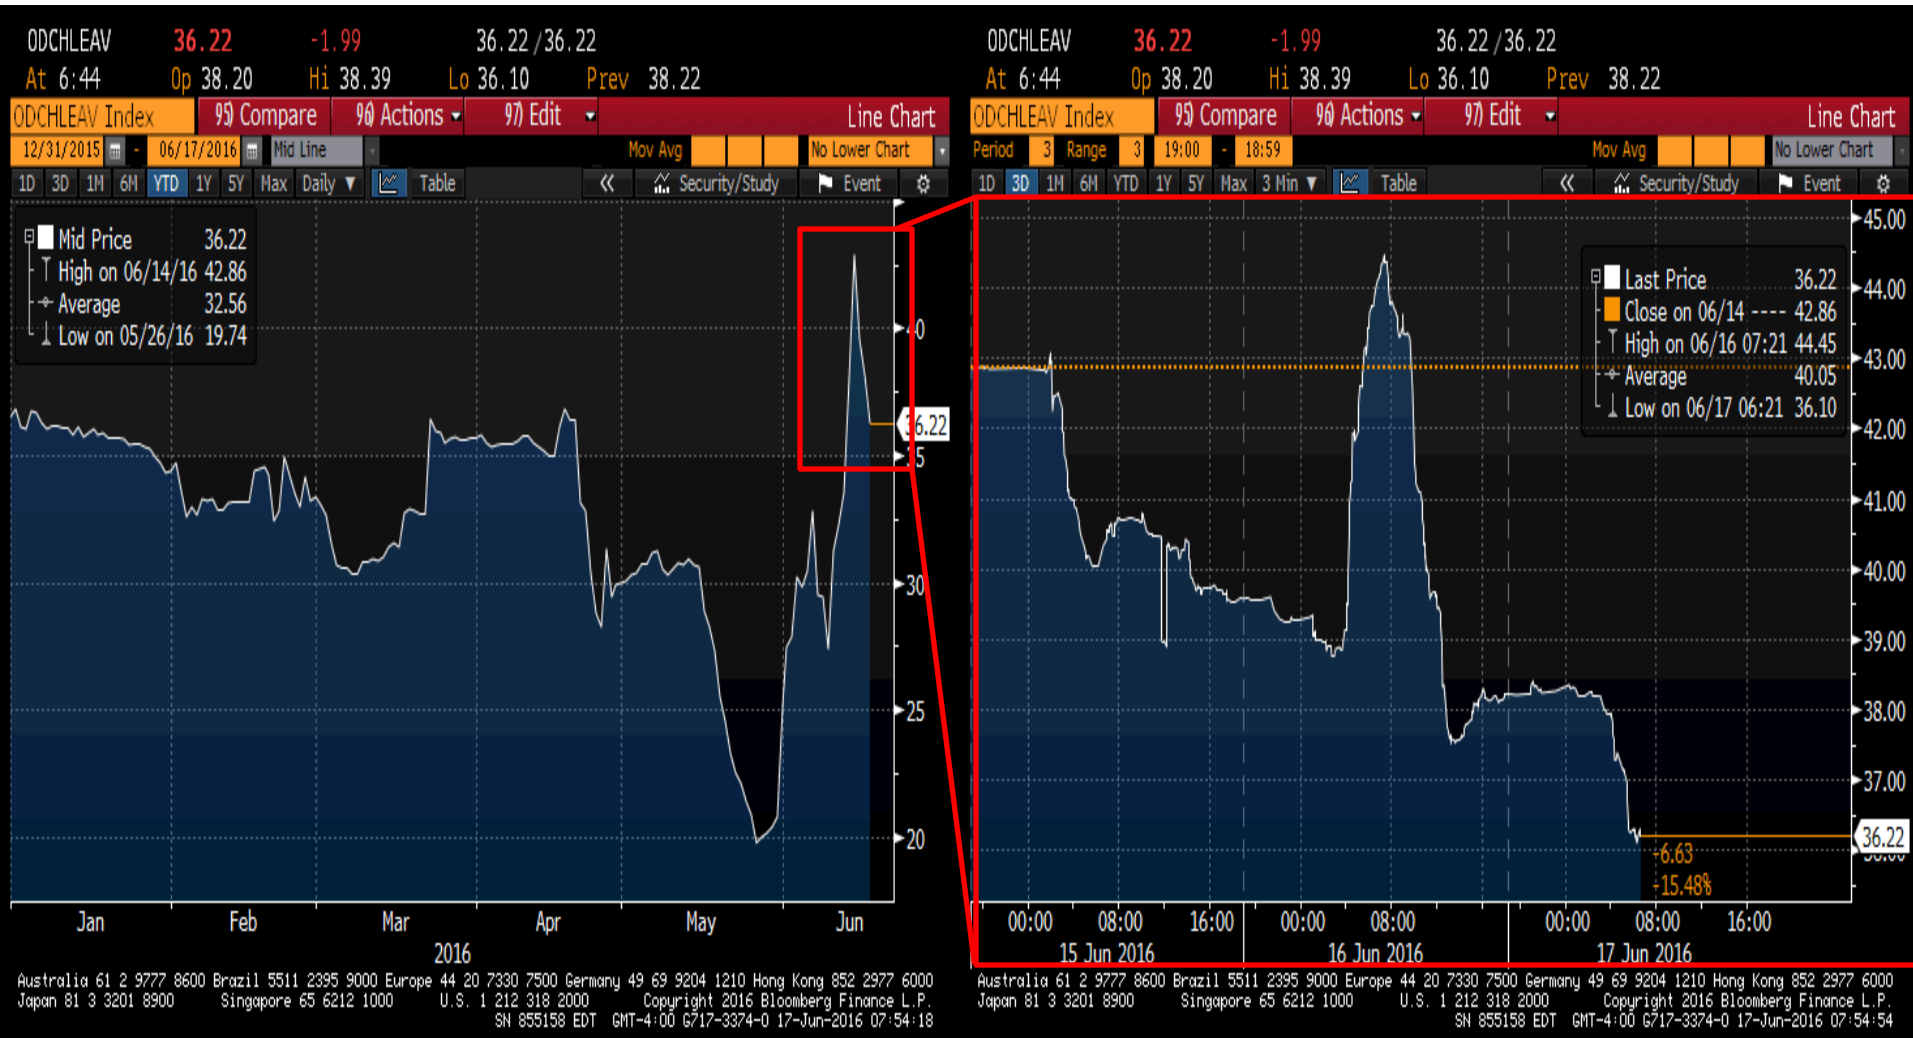 ODCHLEAV 36.22 -1.99 36.22 /36.22
At 6:44 Op 38.20 Hi 38.39 Lo 36.10 Prev 38.22
ODCHLEAV Index 95) Compare 96) Actions 97) Edit Line Chart
12/31/2015 - 06/17/2016 Mid Line Mov Avg No Lower Chart
1D 3D 1M 6M YTD 1Y 5Y Max Daily ▼ Table « Security/Study Event
Mid Price 36.22
High on 06/14/16 42.86
Average 32.56
Low on 05/26/16 19.74
40
36.22
35
30
25
20
Jan Feb Mar Apr May Jun
2016
Australia 61 2 9777 8600 Brazil 5511 2395 9000 Europe 44 20 7330 7500 Germany 49 69 9204 1210 Hong Kong 852 2977 6000
Japan 81 3 3201 8900 Singapore 65 6212 1000 U.S. 1 212 318 2000 Copyright 2016 Bloomberg Finance L.P.
SN 855158 EDT GMT-4:00 G717-3374-0 17-Jun-2016 07:54:18
ODCHLEAV 36.22 -1.99 36.22 /36.22
At 6:44 Op 38.20 Hi 38.39 Lo 36.10 Prev 38.22
ODCHLEAV Index 95) Compare 96) Actions 97) Edit Line Chart
Period 3 Range 3 19:00 - 18:59 Mov Avg No Lower Chart
1D 3D 1M 6M YTD 1Y 5Y Max 3 Min ▼ Table « Security/Study Event
Last Price 36.22
Close on 06/14 ---- 42.86
High on 06/16 07:21 44.45
Average 40.05
Low on 06/17 06:21 36.10
45.00
44.00
43.00
42.00
41.00
40.00
39.00
38.00
37.00
36.22
-6.63
-15.48%
00:00 08:00 16:00 00:00 08:00 00:00 08:00 16:00
15 Jun 2016 16 Jun 2016 17 Jun 2016
Australia 61 2 9777 8600 Brazil 5511 2395 9000 Europe 44 20 7330 7500 Germany 49 69 9204 1210 Hong Kong 852 2977 6000
Japan 81 3 3201 8900 Singapore 65 6212 1000 U.S. 1 212 318 2000 Copyright 2016 Bloomberg Finance L.P.
SN 855158 EDT GMT-4:00 G717-3374-0 17-Jun-2016 07:54:54